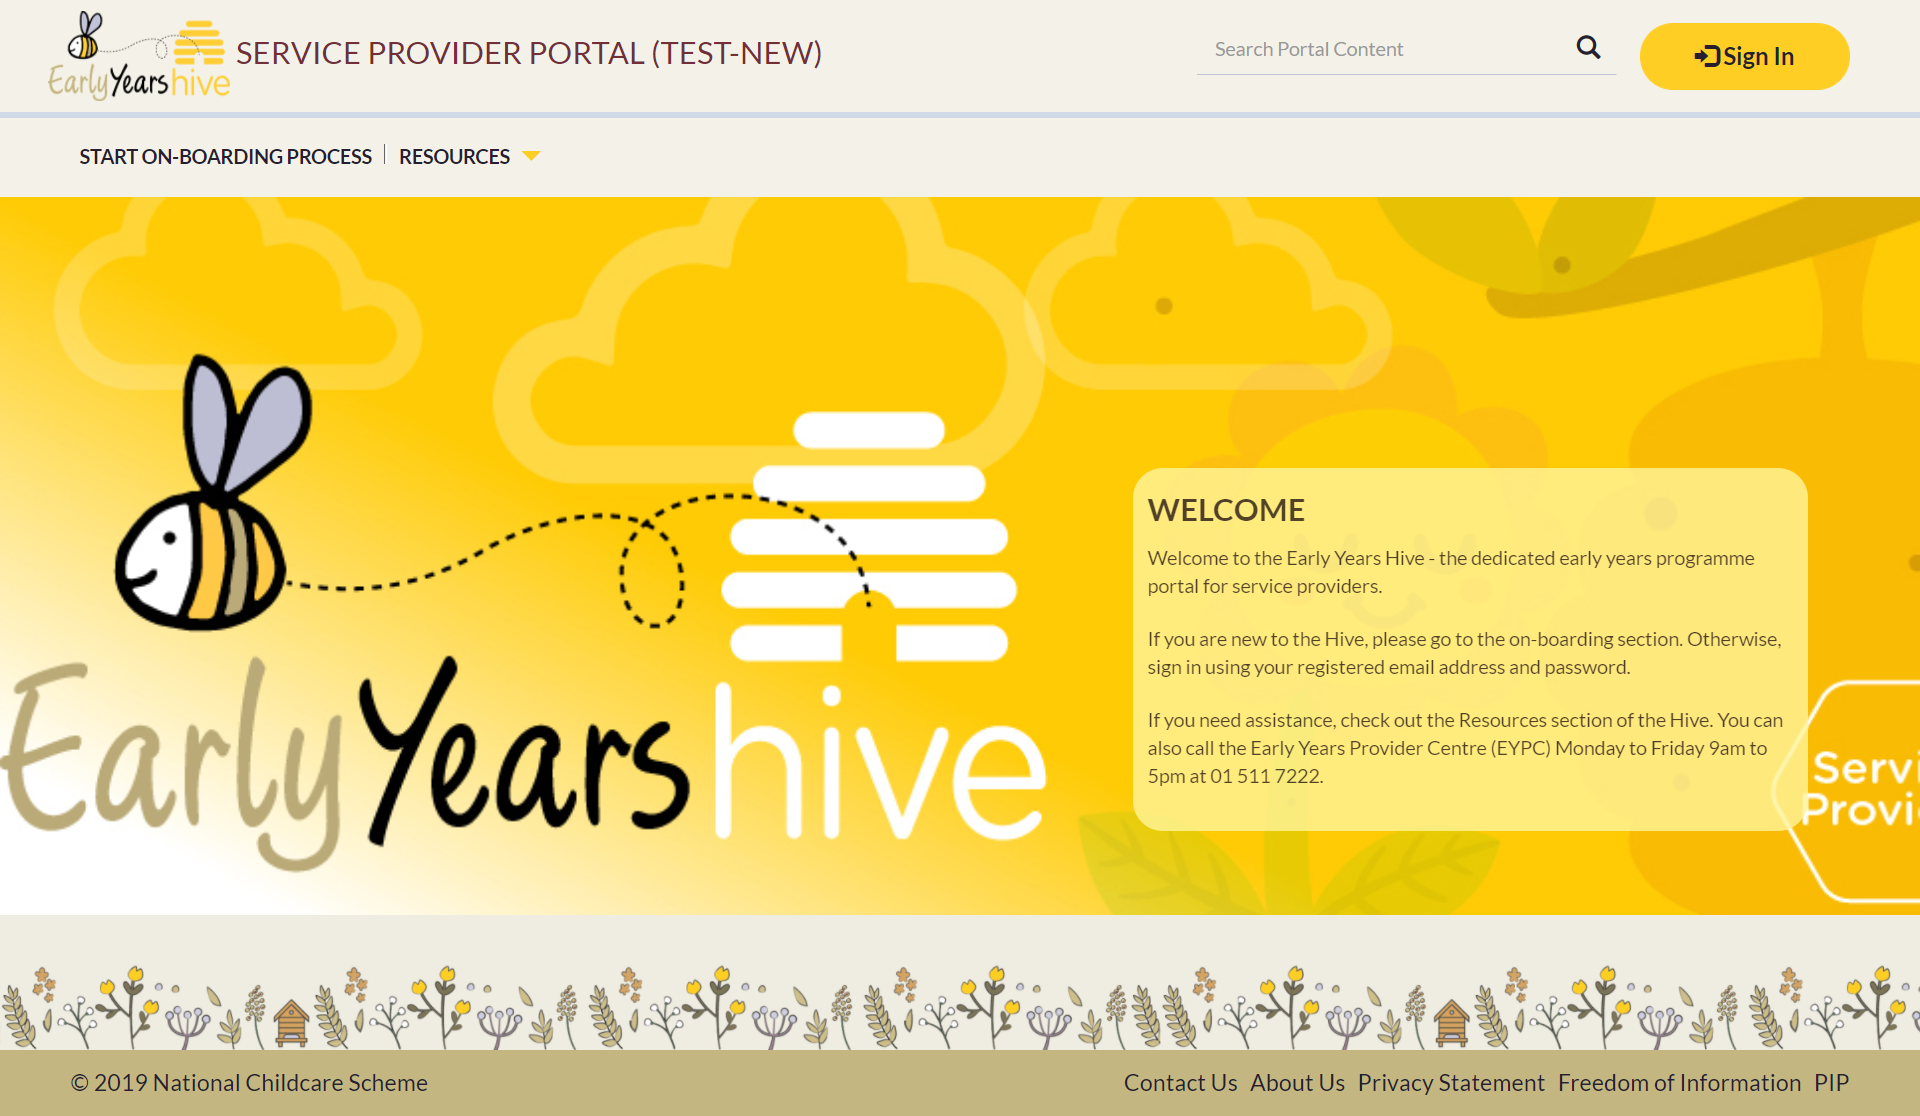 Early Years hive
SERVICE PROVIDER PORTAL (TEST-NEW)
Search Portal Content
Sign In
START ON-BOARDING PROCESS
RESOURCES
Early Years hive
WELCOME
Welcome to the Early Years Hive - the dedicated early years programme
portal for service providers.
If you are new to the Hive, please go to the on-boarding section. Otherwise,
sign in using your registered email address and password.
If you need assistance, check out the Resources section of the Hive. You can
also call the Early Years Provider Centre (EYPC) Monday to Friday 9am to
5pm at 01 511 7222.
Servi
Provi
© 2019 National Childcare Scheme
Contact Us About Us Privacy Statement Freedom of Information PIP